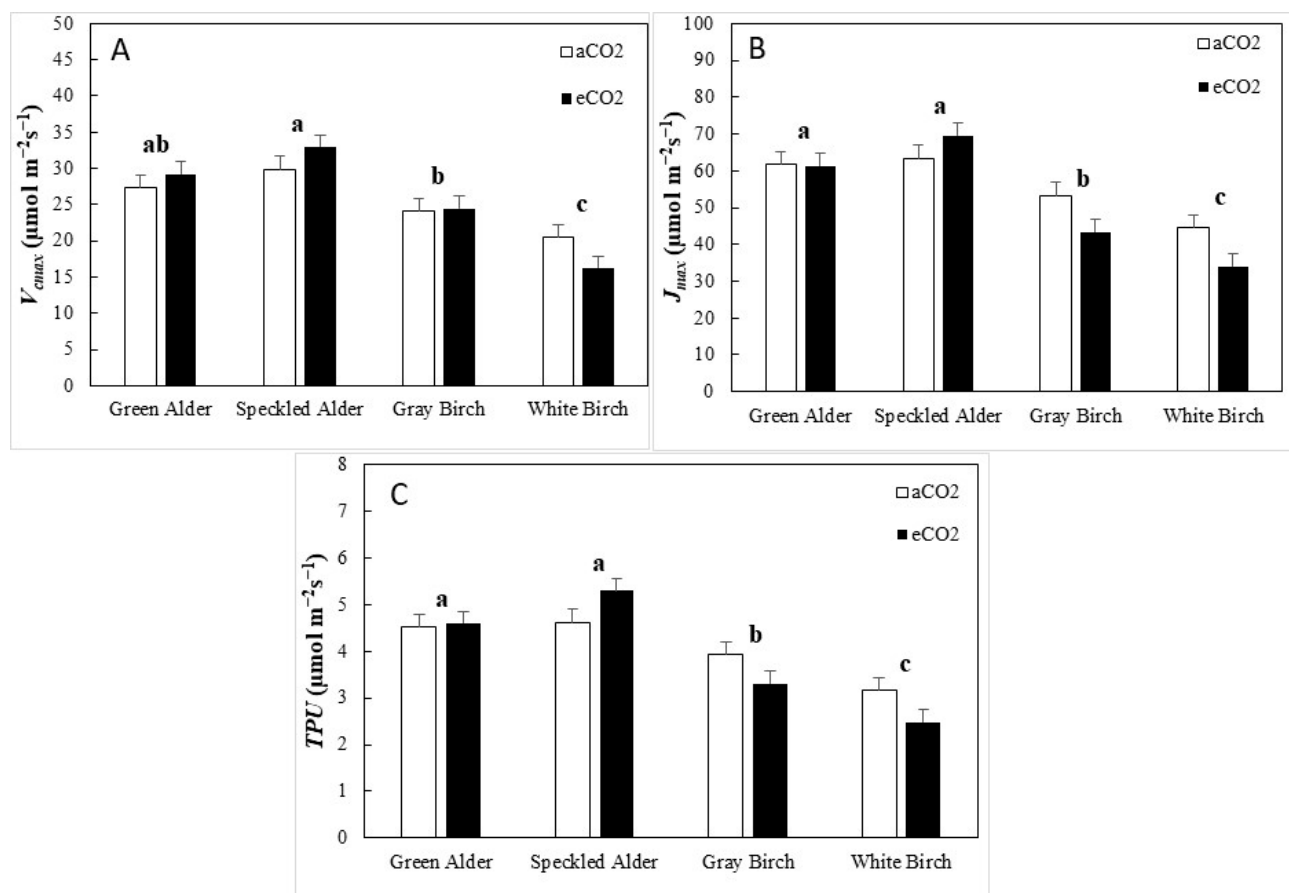 A
aCO2
eCO2
V_cmax (µmol m⁻²s⁻¹)
50
45
40
35
30
25
20
15
10
5
0
ab
a
b
c
Green Alder Speckled Alder Gray Birch White Birch
B
aCO2
eCO2
J_max (µmol m⁻²s⁻¹)
100
90
80
70
60
50
40
30
20
10
0
a
a
b
c
Green Alder Speckled Alder Gray Birch White Birch
C
aCO2
eCO2
TPU (µmol m⁻²s⁻¹)
8
7
6
5
4
3
2
1
0
a
a
b
c
Green Alder Speckled Alder Gray Birch White Birch